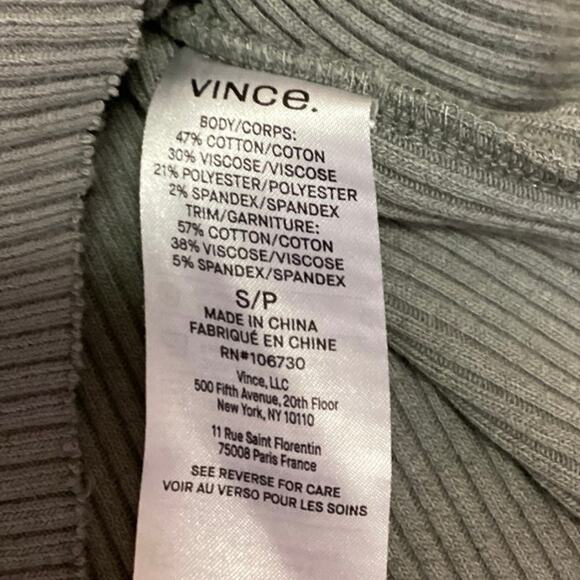 VINCe.
BODY/CORPS:
47% COTTON/COTON
30% VISCOSE/VISCOSE
21% POLYESTER/POLYESTER
2% SPANDEX/SPANDEX
TRIM/GARNITURE:
57% COTTON/COTON
38% VISCOSE/VISCOSE
5% SPANDEX/SPANDEX
S/P
MADE IN CHINA
FABRIQUÉ EN CHINE
RN#106730
Vince, LLC
500 Fifth Avenue, 20th Floor
New York, NY 10110
11 Rue Saint Florentin
75008 Paris France
SEE REVERSE FOR CARE
VOIR AU VERSO POUR LES SOINS